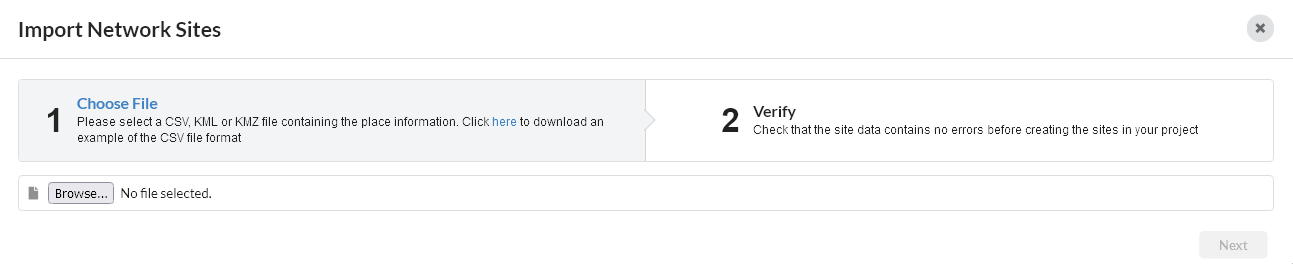 Import Network Sites
1
Choose File
Please select a CSV, KML or KMZ file containing the place information. Click here to download an
example of the CSV file format
2
Verify
Check that the site data contains no errors before creating the sites in your project
Browse... No file selected.
Next